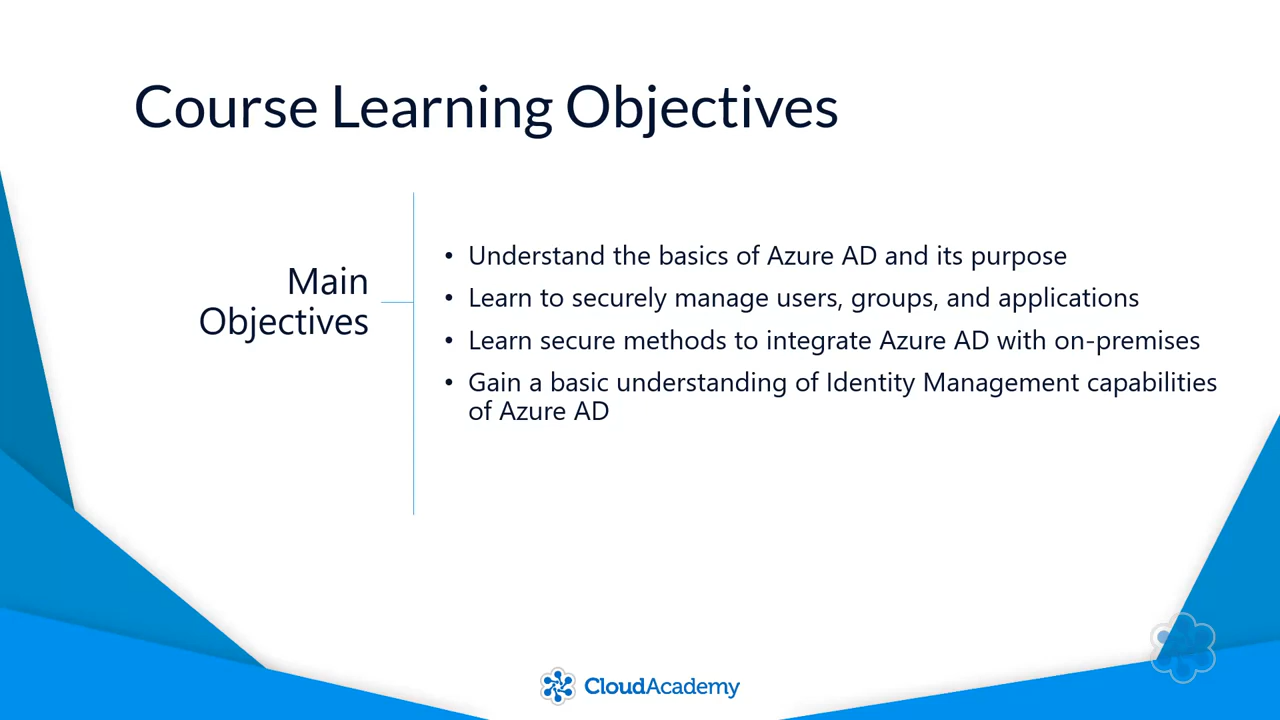 Course Learning Objectives
Main
Objectives
• Understand the basics of Azure AD and its purpose
• Learn to securely manage users, groups, and applications
• Learn secure methods to integrate Azure AD with on-premises
• Gain a basic understanding of Identity Management capabilities
of Azure AD
CloudAcademy